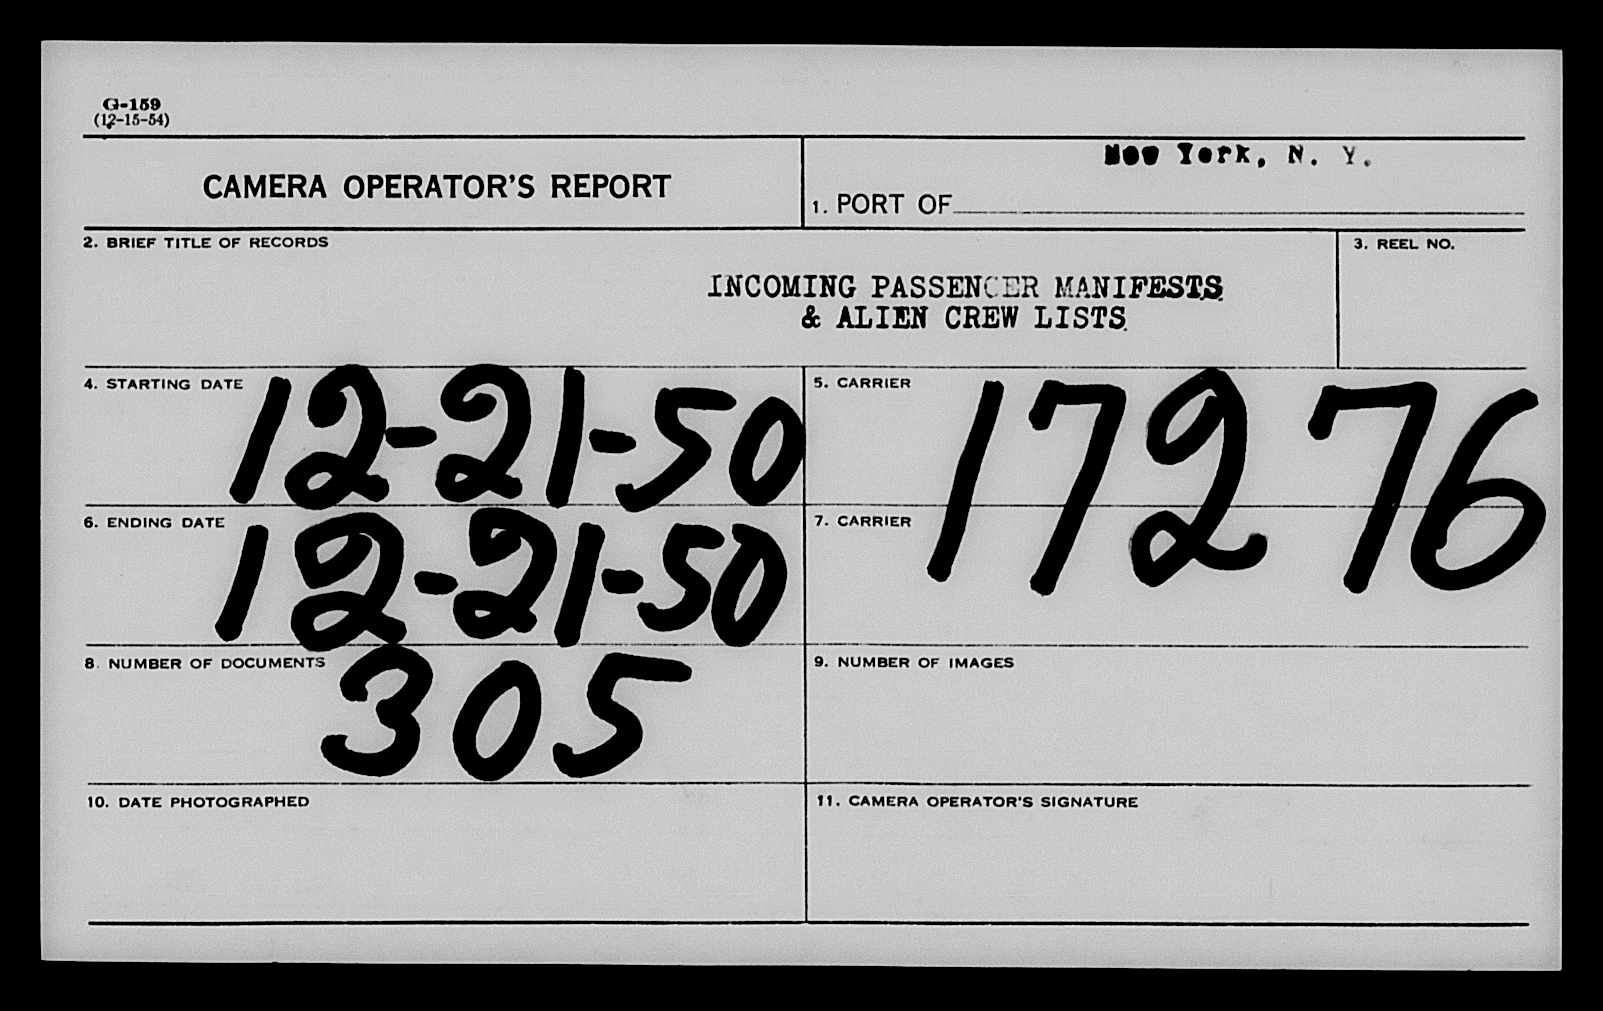 G-159
(12-15-54)
CAMERA OPERATOR'S REPORT
New York, N. Y.
1. PORT OF
2. BRIEF TITLE OF RECORDS
INCOMING PASSENGER MANIFESTS
& ALIEN CREW LISTS
3. REEL NO.
4. STARTING DATE
12-21-50
5. CARRIER
17276
6. ENDING DATE
12-21-50
7. CARRIER
8. NUMBER OF DOCUMENTS
305
9. NUMBER OF IMAGES
10. DATE PHOTOGRAPHED
11. CAMERA OPERATOR'S SIGNATURE